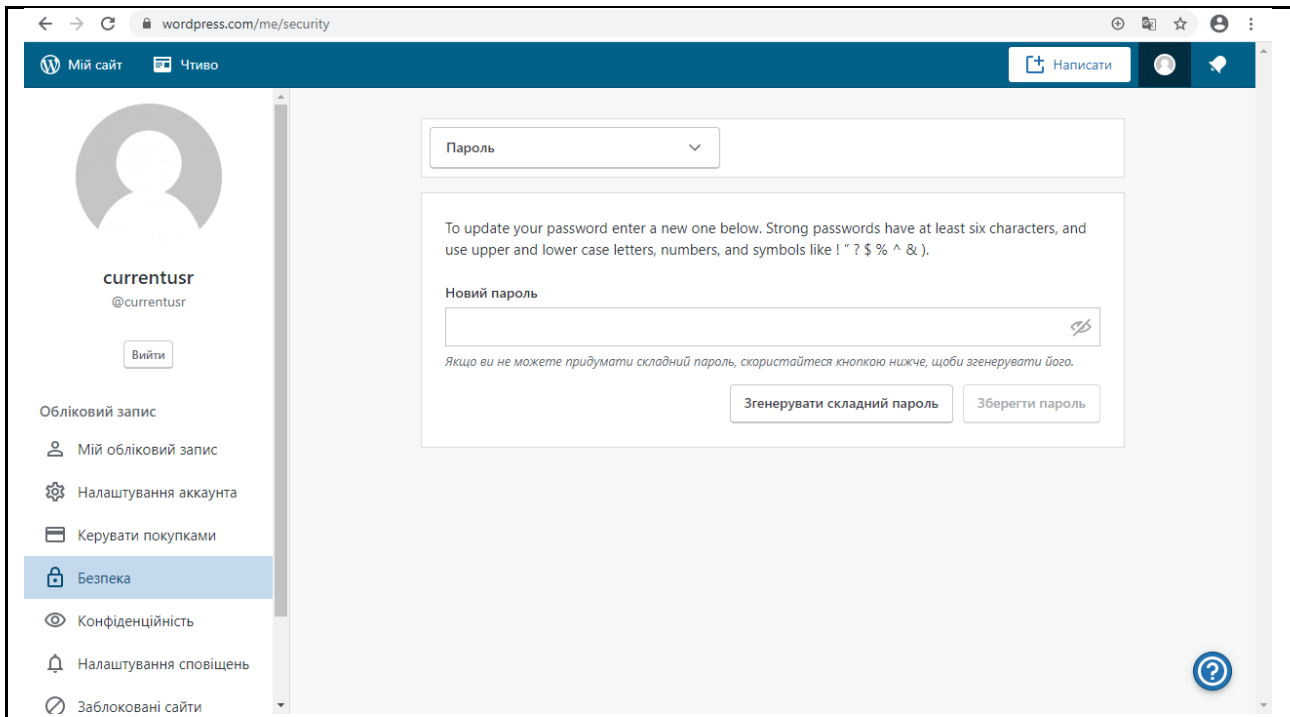 wordpress.com/me/security
Мій сайт Чтиво Написати
Пароль
To update your password enter a new one below. Strong passwords have at least six characters, and
use upper and lower case letters, numbers, and symbols like ! " ? $ % ^ & ).
currentusr
@currentusr
Вийти
Новий пароль
Якщо ви не можете придумати складний пароль, скористайтеся кнопкою нижче, щоби згенерувати його.
Згенерувати складний пароль Зберегти пароль
Обліковий запис
Мій обліковий запис
Налаштування аккаунта
Керувати покупками
Безпека
Конфіденційність
Налаштування сповіщень
Заблоковані сайти